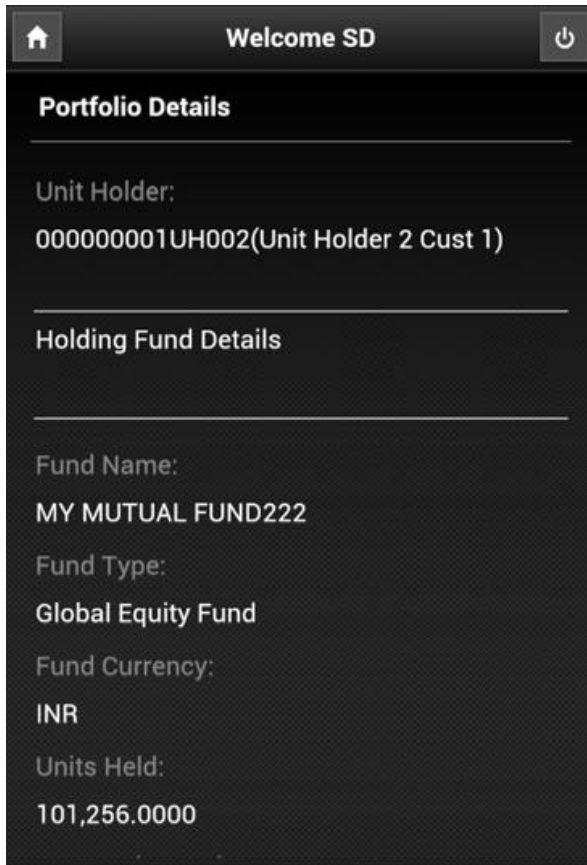 Welcome SD
Portfolio Details
Unit Holder:
000000001UH002(Unit Holder 2 Cust 1)
Holding Fund Details
Fund Name:
MY MUTUAL FUND222
Fund Type:
Global Equity Fund
Fund Currency:
INR
Units Held:
101,256.0000